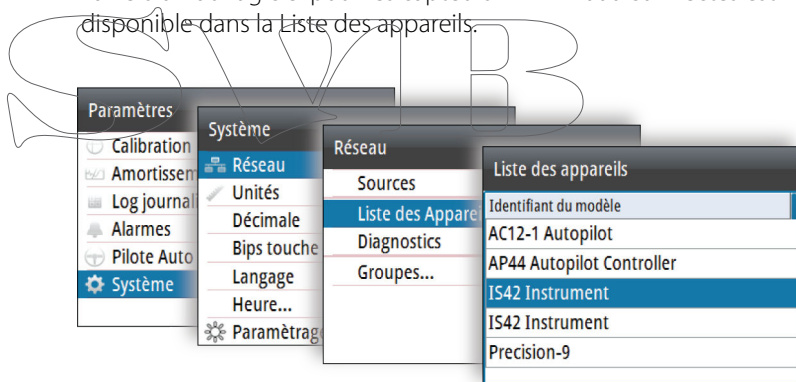 disponible dans la Liste des appareils.
SVB
Paramètres
Calibration
Amortissem
Log journal
Alarmes
Pilote Auto
Système
Système
Réseau
Unités
Décimale
Bips touche
Langage
Heure...
Paramètrag
Réseau
Sources
Liste des Apparei
Diagnostics
Groupes...
Liste des appareils
Identifiant du modèle
AC12-1 Autopilot
AP44 Autopilot Controller
IS42 Instrument
IS42 Instrument
Precision-9